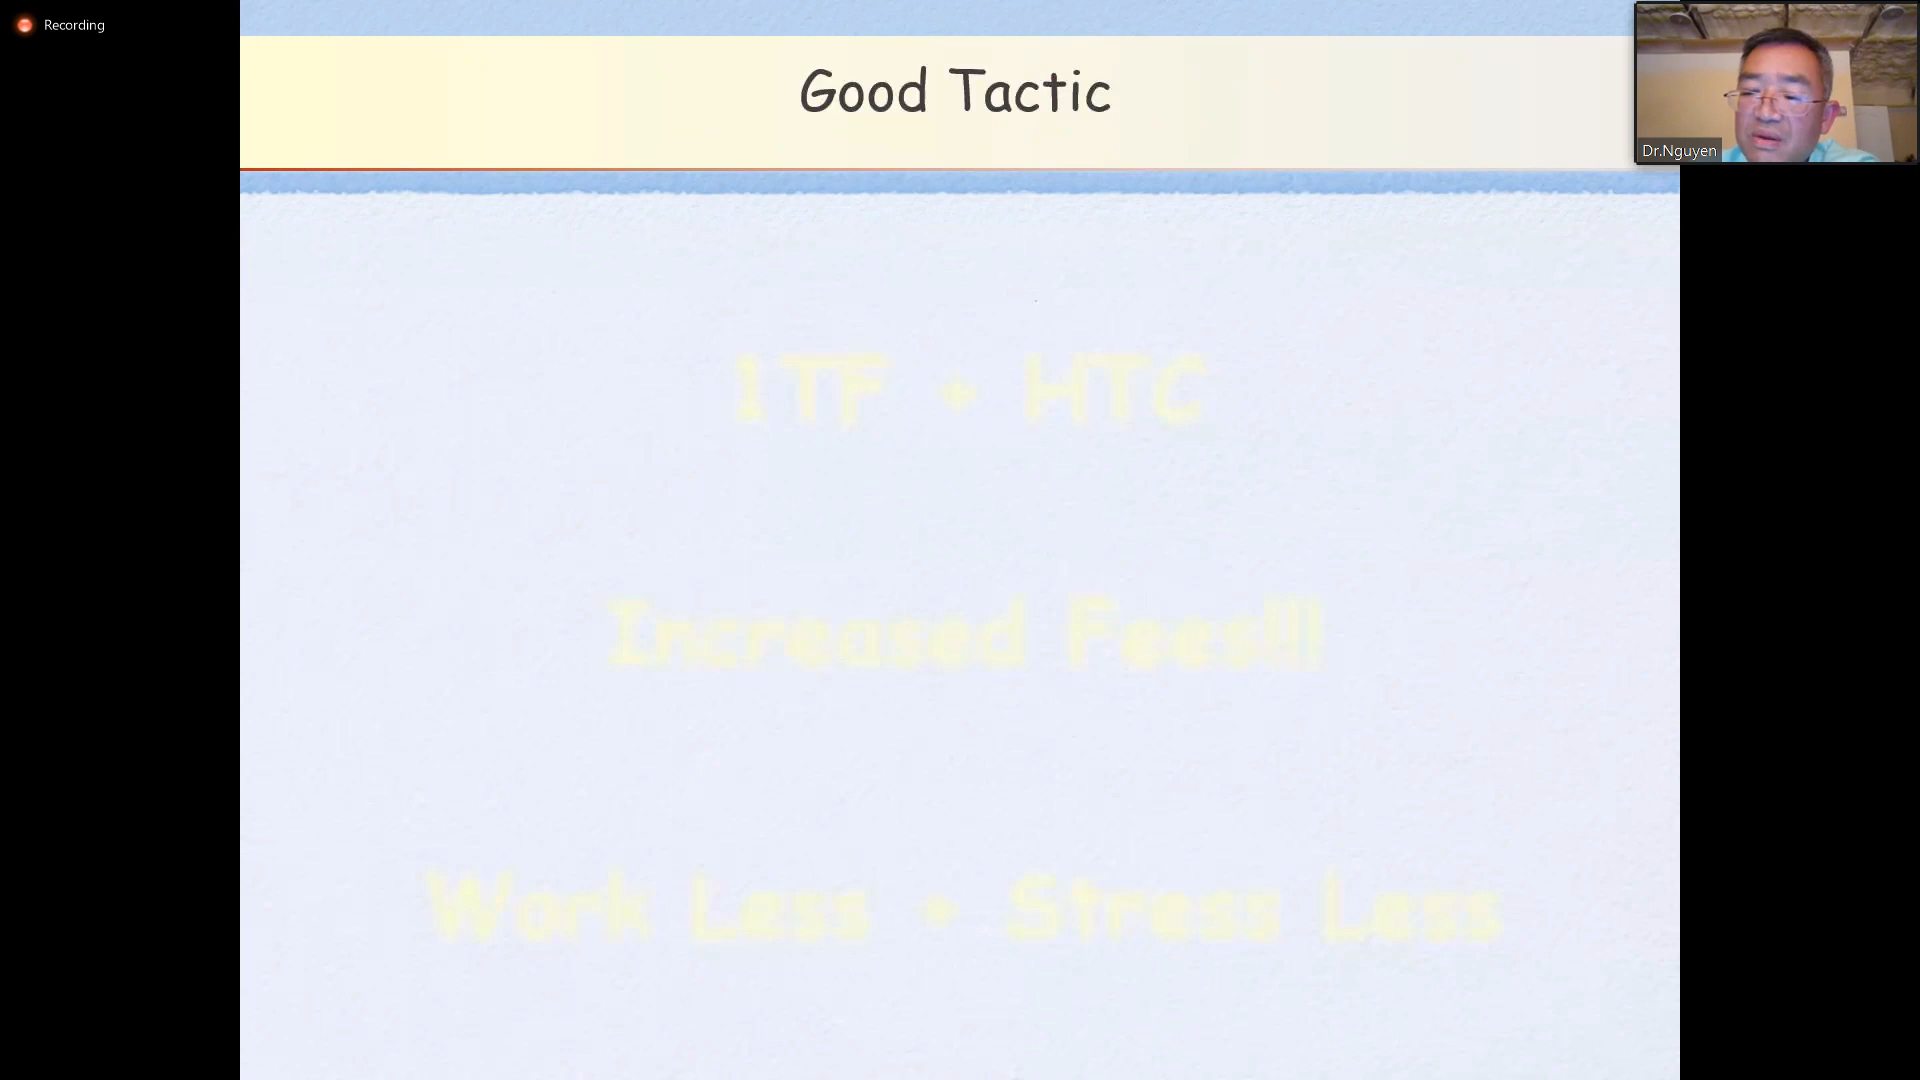 Recording
Good Tactic
Dr.Nguyen
1TF + HTC
Increased Fees!!!
Work Less + Stress Less